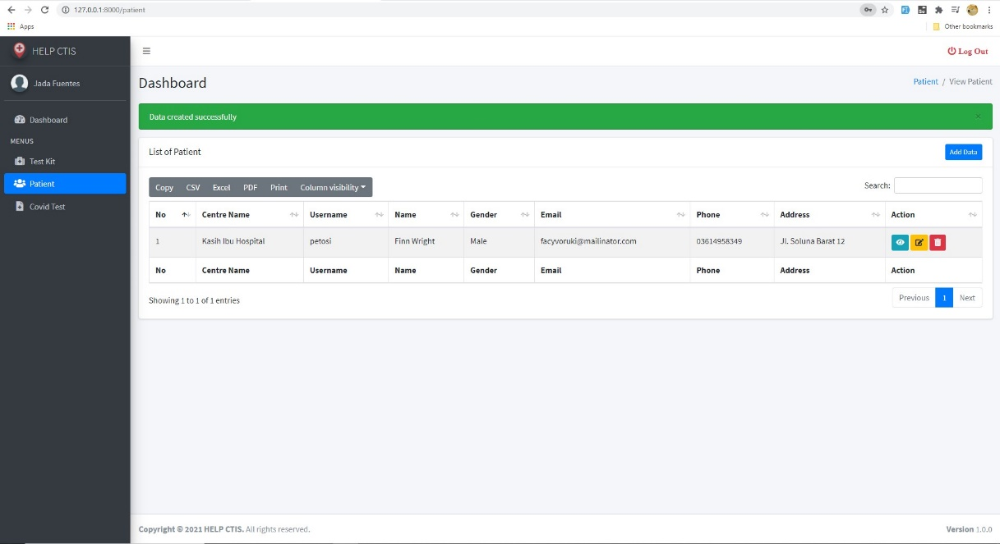 127.0.0.1:8000/patient
Apps
Other bookmarks
HELP CTIS
Log Out
Jada Fuentes
Dashboard
Patient / View Patient
Dashboard
Data created successfully ×
MENUS
Test Kit
Patient
Covid Test
List of Patient
Add Data
Copy CSV Excel PDF Print Column visibility
Search:
No Centre Name Username Name Gender Email Phone Address Action
1 Kasih Ibu Hospital petosi Finn Wright Male facyvoruki@mailinator.com 03614958349 Jl. Soluna Barat 12
No Centre Name Username Name Gender Email Phone Address Action
Showing 1 to 1 of 1 entries
Previous 1 Next
Copyright © 2021 HELP CTIS. All rights reserved.
Version 1.0.0